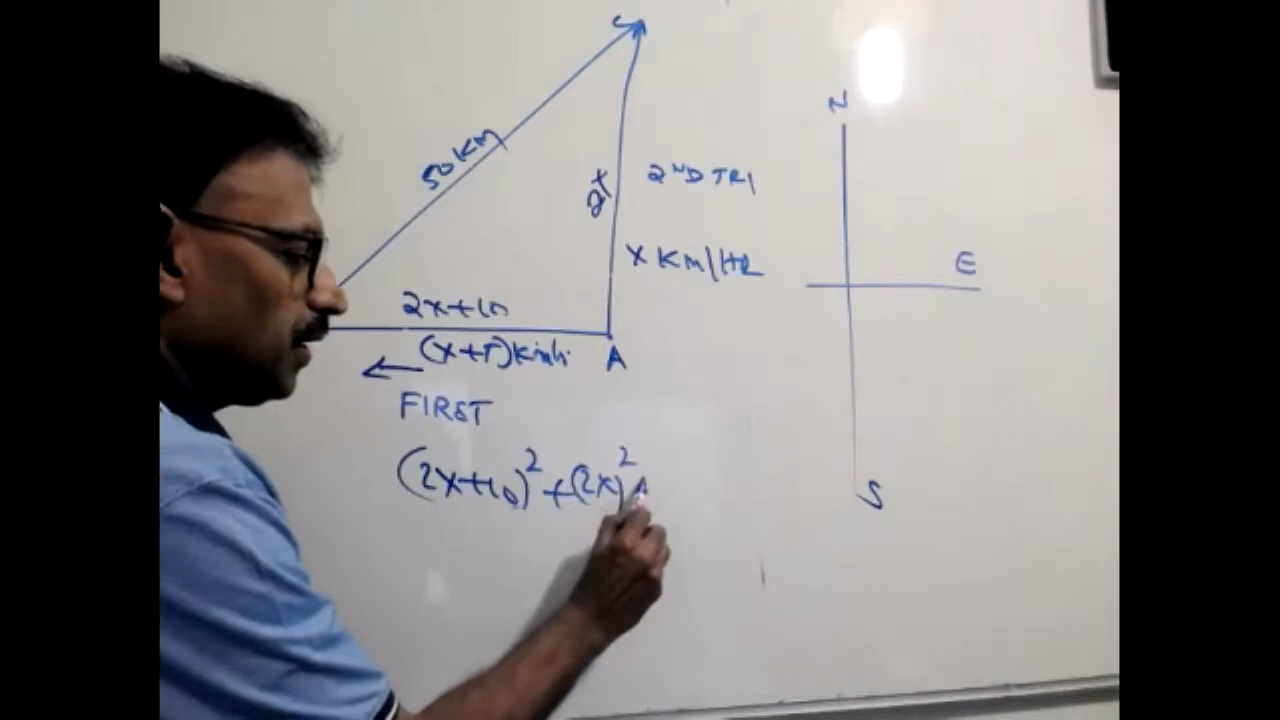 C
50 KM
2x
2ND TRI
X KM/HR
2x+10
(x+5)Km/h.
A
FIRST
(2x+10)²+(2x)²
N
E
S